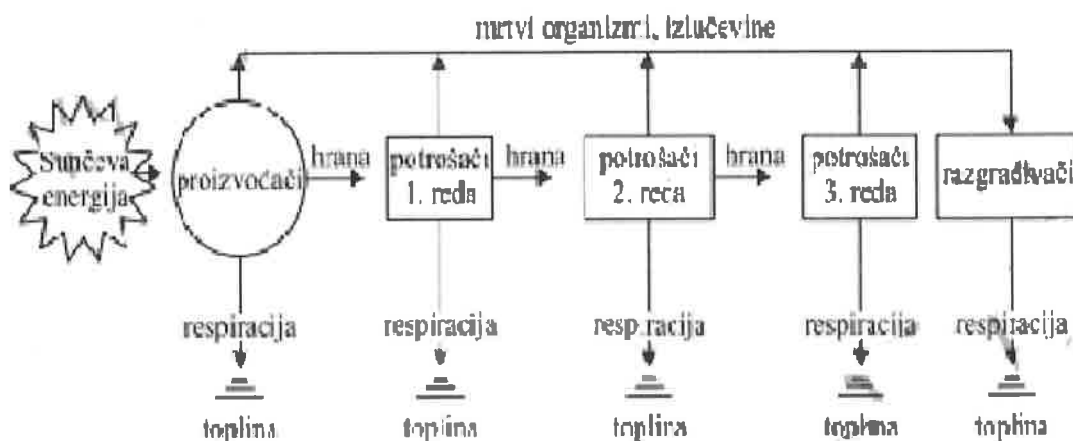 mrtvi organizmi, izlučevine
Sunčeva
energija
proizvođači
hrana
potrošači
1. reda
hrana
potrošači
2. reda
hrana
potrošači
3. reda
razgrađivači
respiracija
respiracija
respiracija
respiracija
respiracija
toplina
toplina
toplina
toplina
toplina